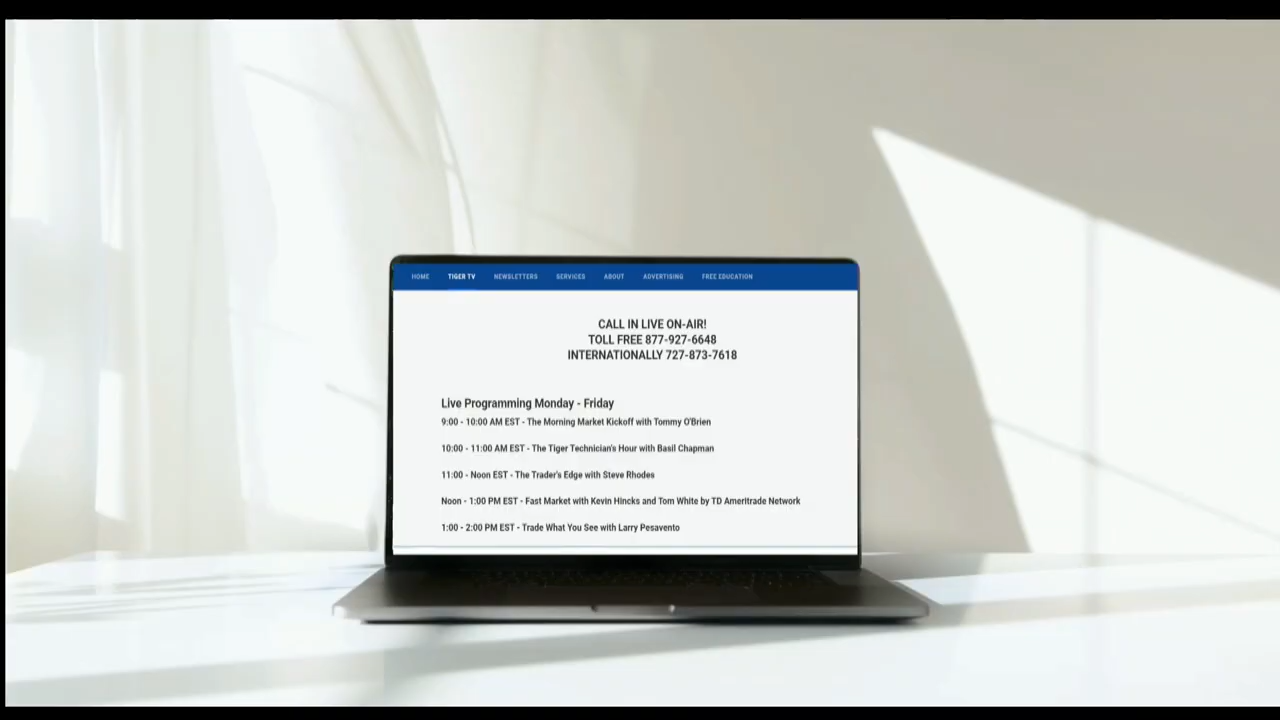 HOME TIGER TV NEWSLETTERS SERVICES ABOUT ADVERTISING FREE EDUCATION
CALL IN LIVE ON-AIR!
TOLL FREE 877-927-6648
INTERNATIONALLY 727-873-7618
Live Programming Monday - Friday
9:00 - 10:00 AM EST - The Morning Market Kickoff with Tommy O'Brien
10:00 - 11:00 AM EST - The Tiger Technician's Hour with Basil Chapman
11:00 - Noon EST - The Trader's Edge with Steve Rhodes
Noon - 1:00 PM EST - Fast Market with Kevin Hincks and Tom White by TD Ameritrade Network
1:00 - 2:00 PM EST - Trade What You See with Larry Pesavento